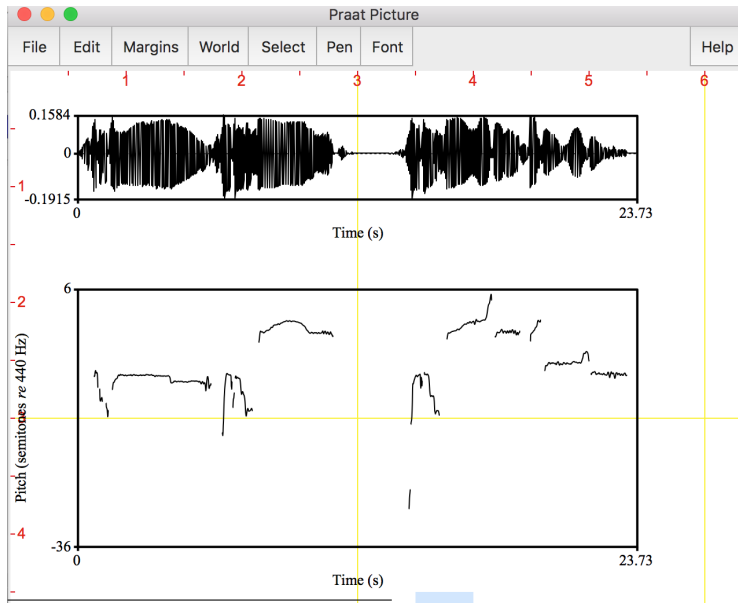 Praat Picture
File Edit Margins World Select Pen Font Help
1 2 3 4 5 6
0.1584
0
-0.1915
1
0 23.73
Time (s)
6
2
Pitch (semitones re 440 Hz)
3
4
-36
0 23.73
Time (s)